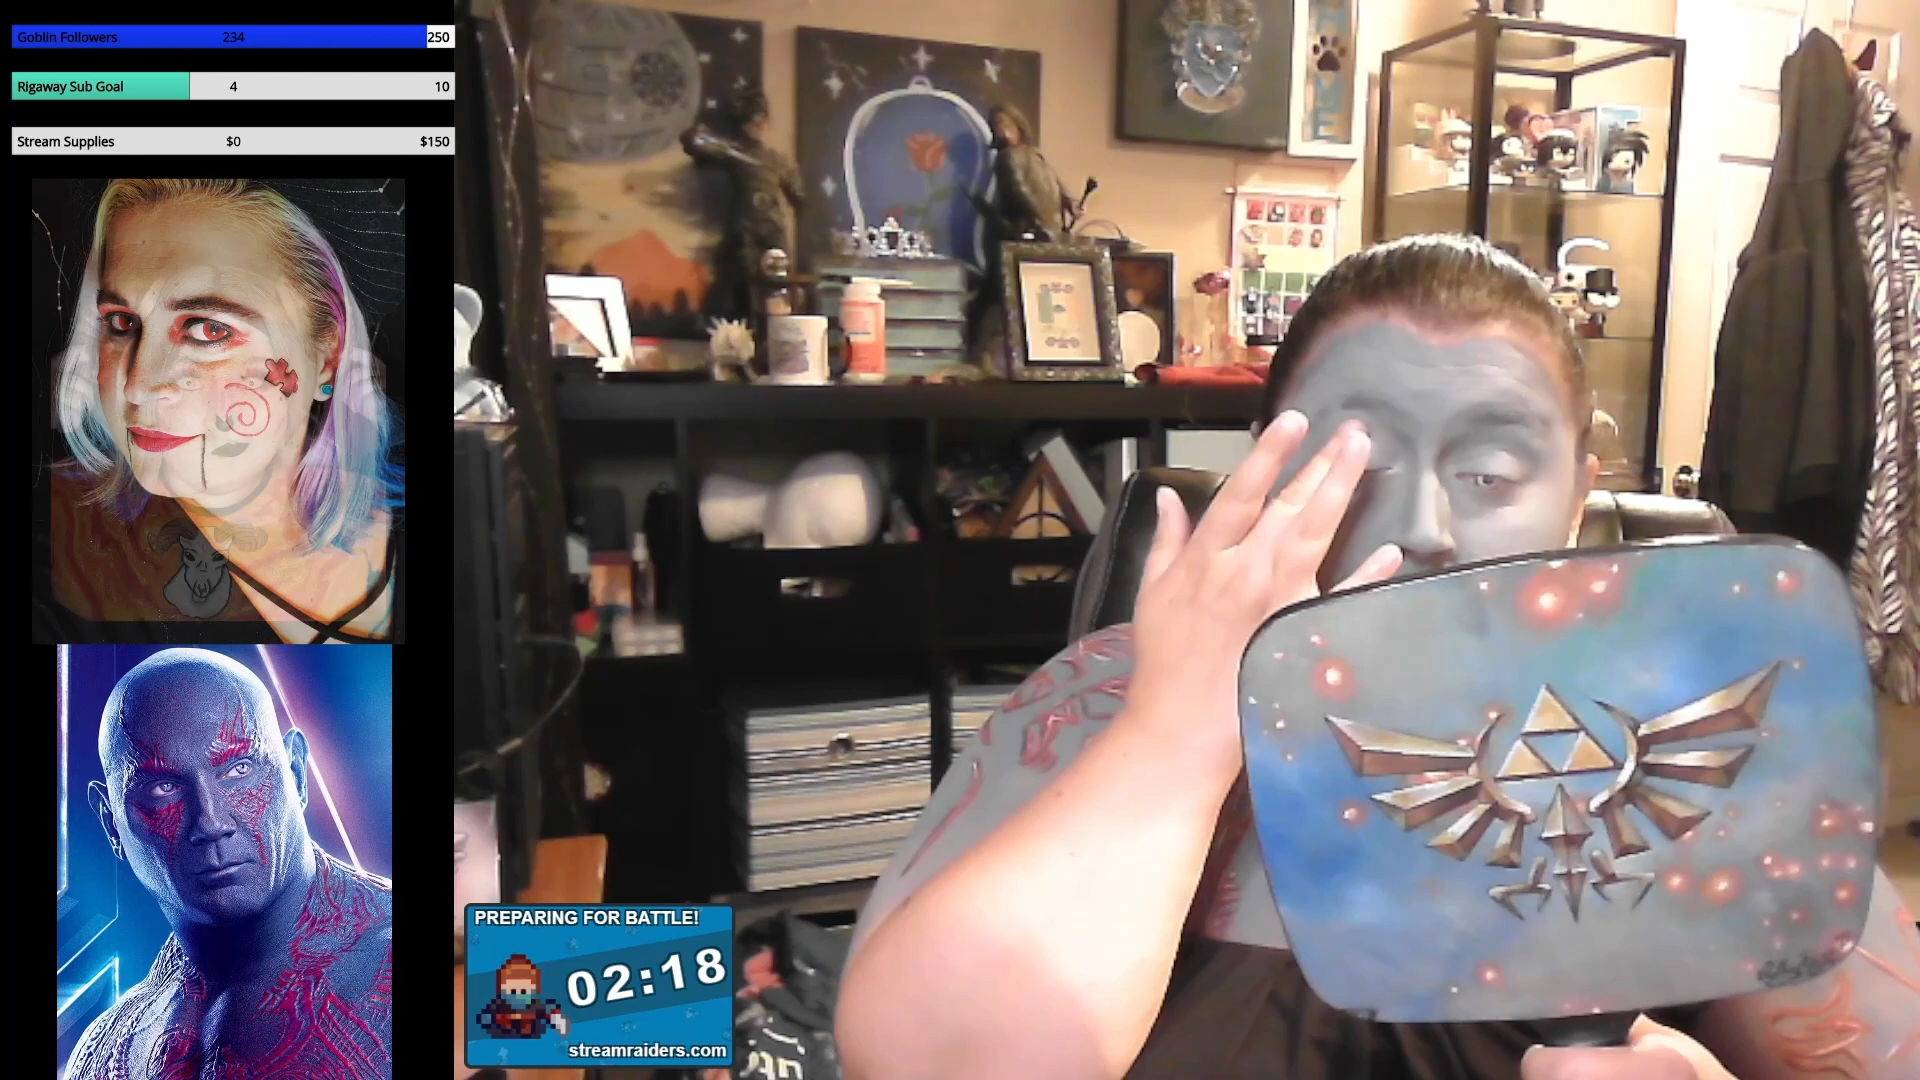 Goblin Followers 234 250
Rigaway Sub Goal 4 10
Stream Supplies $0 $150
PREPARING FOR BATTLE!
02:18
streamraiders.com